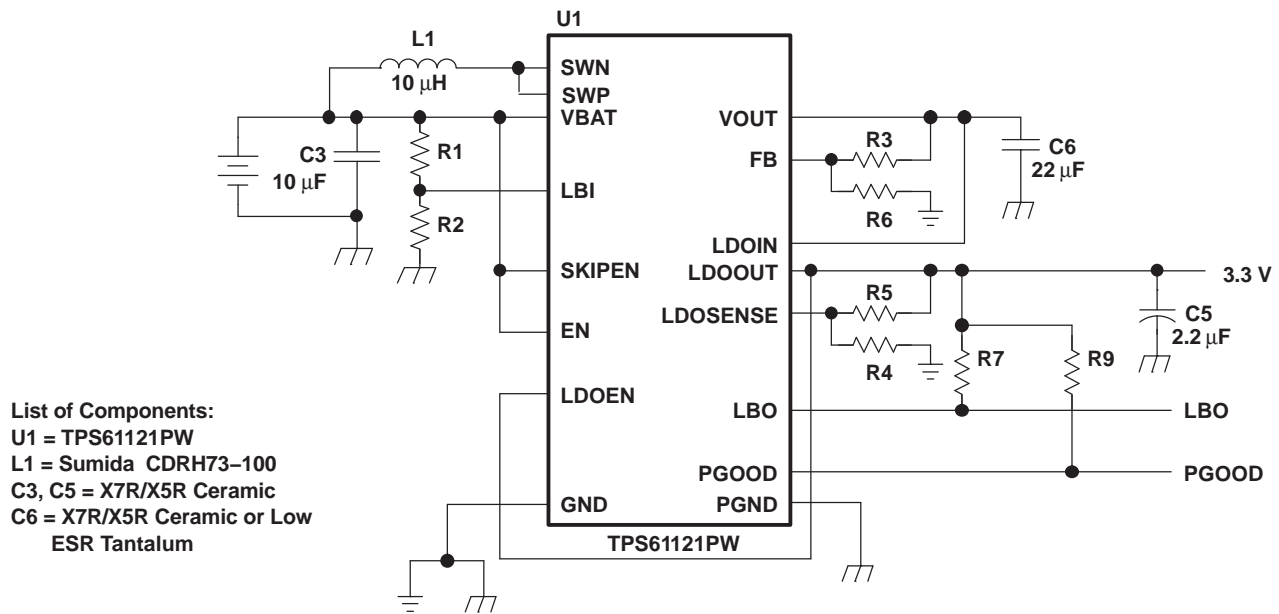 U1
L1
10 μH
SWN
SWP
VBAT
VOUT
R3
C6
22 μF
C3
10 μF
R1
FB
LBI
R6
R2
LDOIN
SKIPEN
LDOOUT
3.3 V
R5
LDOSENSE
C5
2.2 μF
EN
R4
R7
R9
LDOEN
LBO
LBO
PGOOD
PGOOD
GND
PGND
TPS61121PW
List of Components:
U1 = TPS61121PW
L1 = Sumida CDRH73–100
C3, C5 = X7R/X5R Ceramic
C6 = X7R/X5R Ceramic or Low
ESR Tantalum